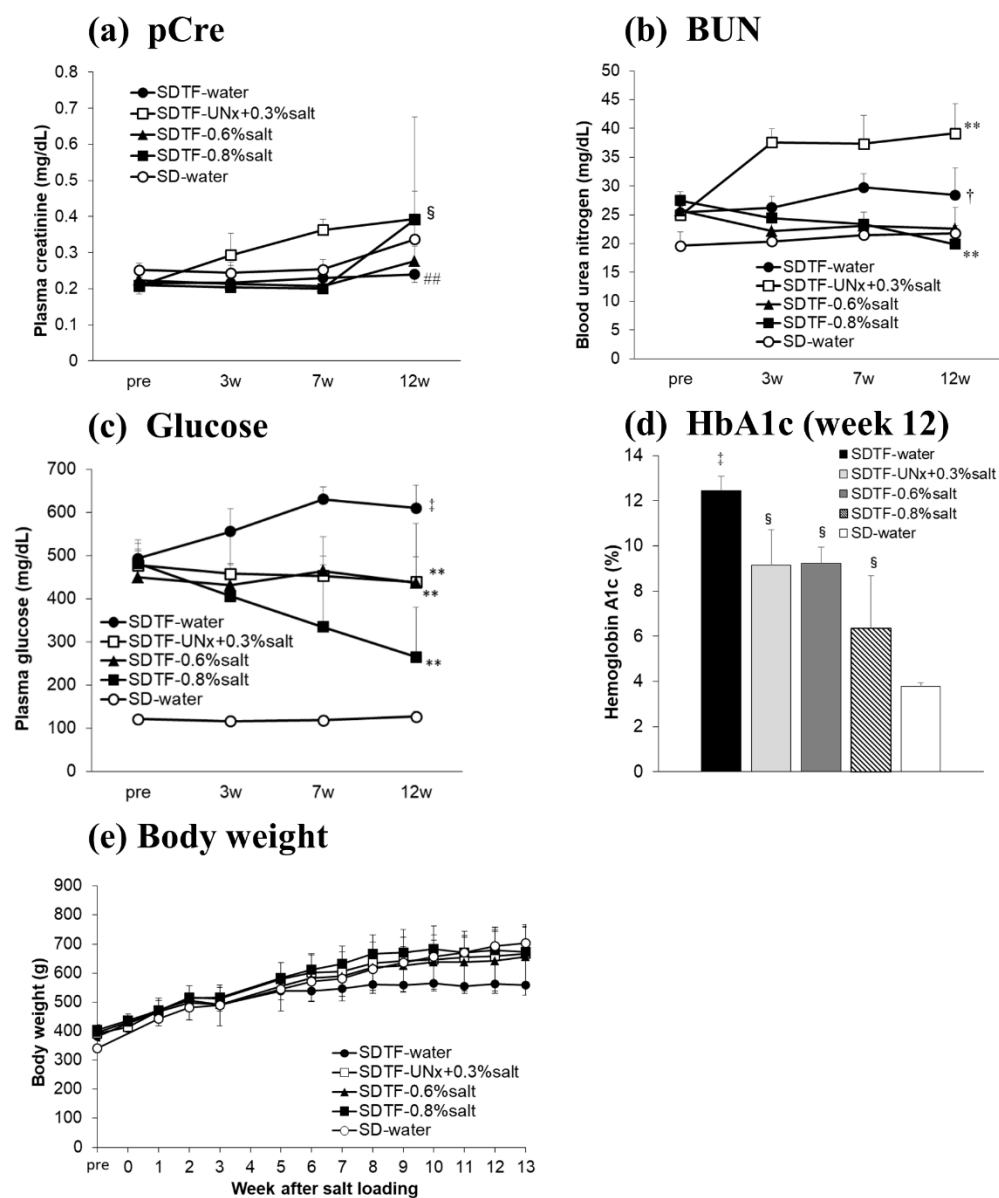 (a) pCre
0.8
0.7
0.6
0.5
0.4
0.3
0.2
0.1
0
Plasma creatinine (mg/dL)
SDTF-water
SDTF-UNx+0.3%salt
SDTF-0.6%salt
SDTF-0.8%salt
SD-water
§
##
pre 3w 7w 12w
(b) BUN
50
45
40
35
30
25
20
15
10
5
0
Blood urea nitrogen (mg/dL)
**
†
**
SDTF-water
SDTF-UNx+0.3%salt
SDTF-0.6%salt
SDTF-0.8%salt
SD-water
pre 3w 7w 12w
(c) Glucose
700
600
500
400
300
200
100
0
Plasma glucose (mg/dL)
‡
**
**
**
SDTF-water
SDTF-UNx+0.3%salt
SDTF-0.6%salt
SDTF-0.8%salt
SD-water
pre 3w 7w 12w
(d) HbA1c (week 12)
14
12
10
8
6
4
2
0
Hemoglobin A1c (%)
‡
§
§
§
SDTF-water
SDTF-UNx+0.3%salt
SDTF-0.6%salt
SDTF-0.8%salt
SD-water
(e) Body weight
900
800
700
600
500
400
300
200
100
0
Body weight (g)
SDTF-water
SDTF-UNx+0.3%salt
SDTF-0.6%salt
SDTF-0.8%salt
SD-water
pre 0 1 2 3 4 5 6 7 8 9 10 11 12 13
Week after salt loading